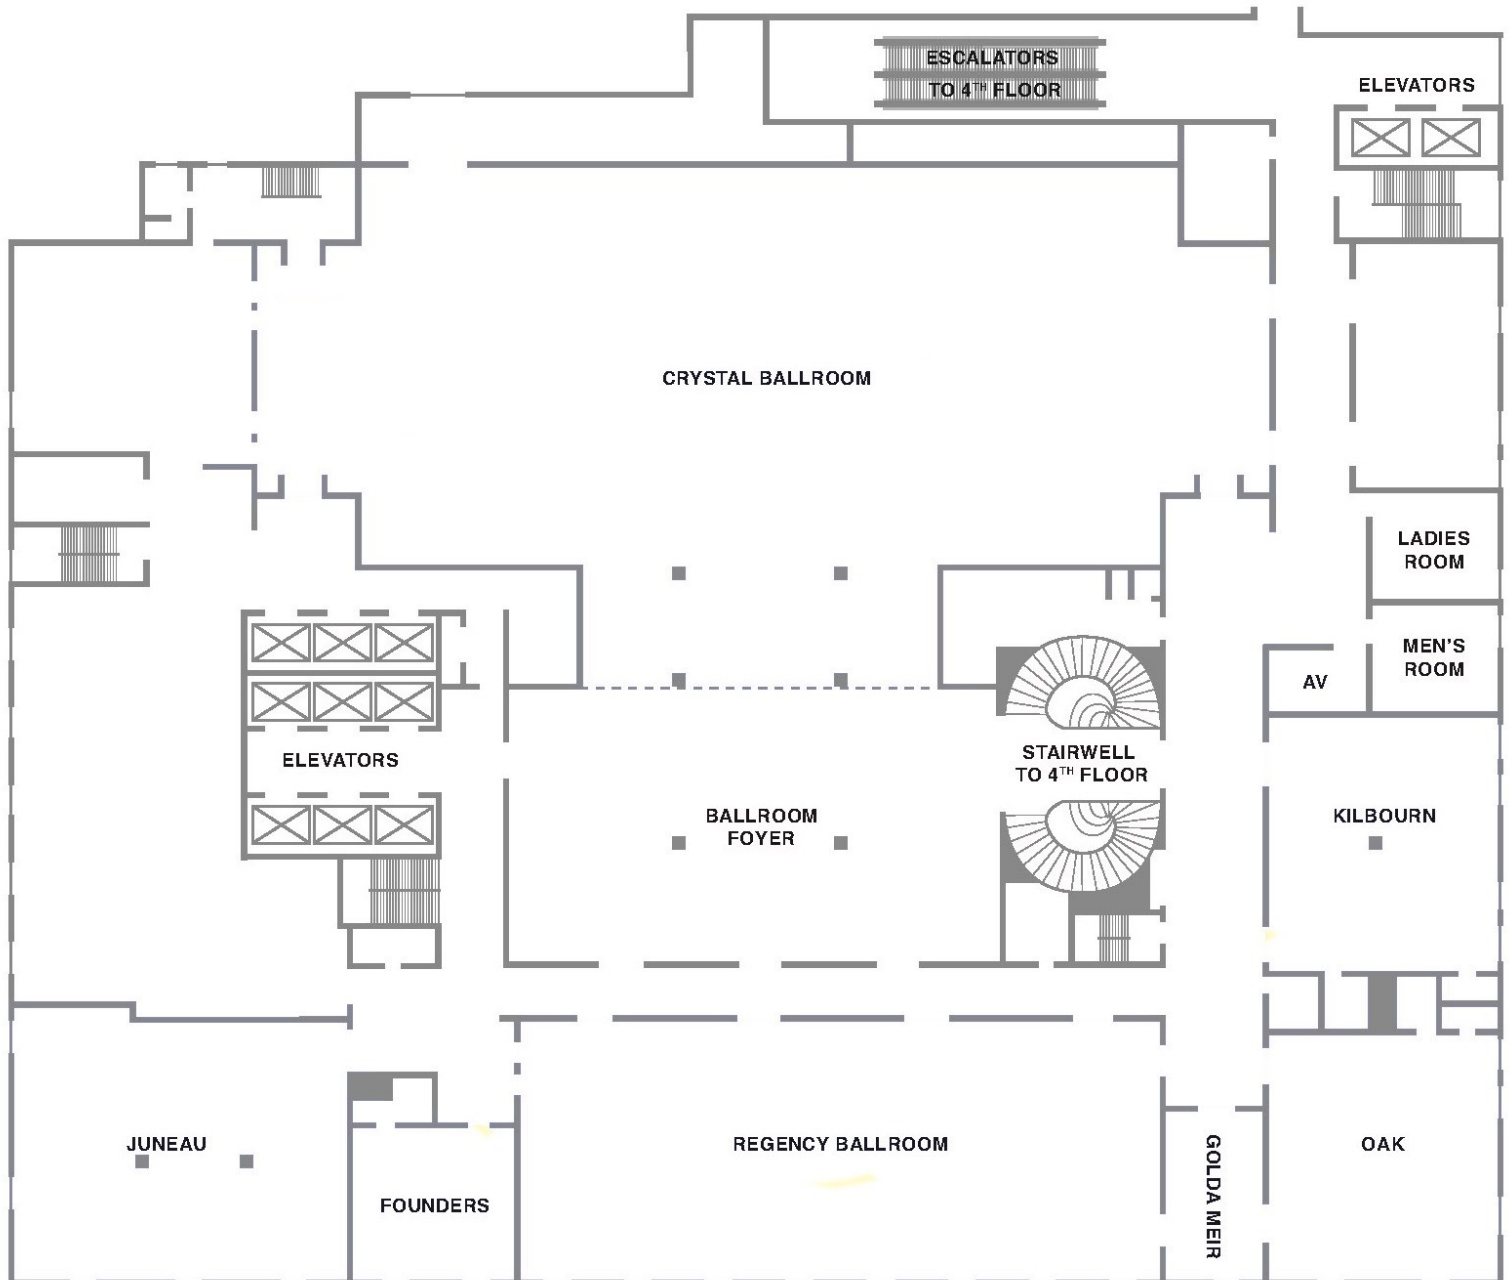 ESCALATORS
TO 4TH FLOOR
ELEVATORS
CRYSTAL BALLROOM
LADIES
ROOM
MEN'S
ROOM
AV
STAIRWELL
TO 4TH FLOOR
ELEVATORS
BALLROOM
FOYER
KILBOURN
JUNEAU
REGENCY BALLROOM
OAK
GOLDA MEIR
FOUNDERS